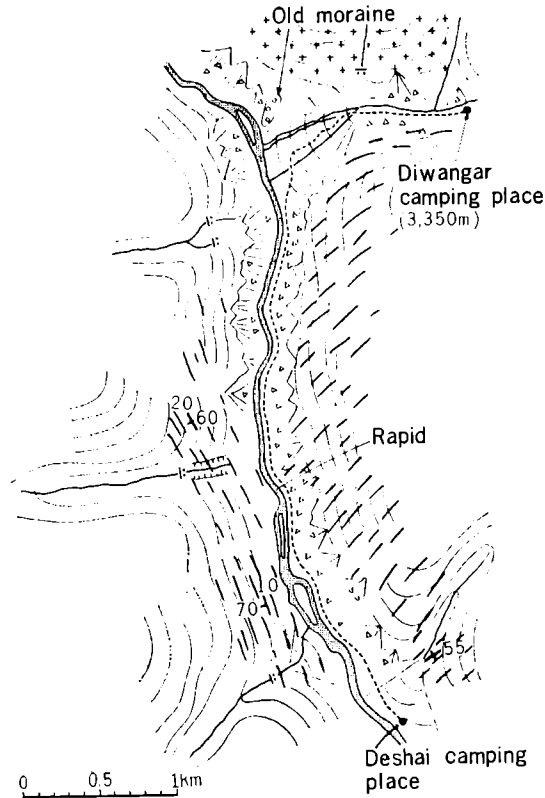 Old moraine
Diwangar
camping place
(3,350m)
20
60
Rapid
0
70
55
Deshai camping
place
0 0.5 1km